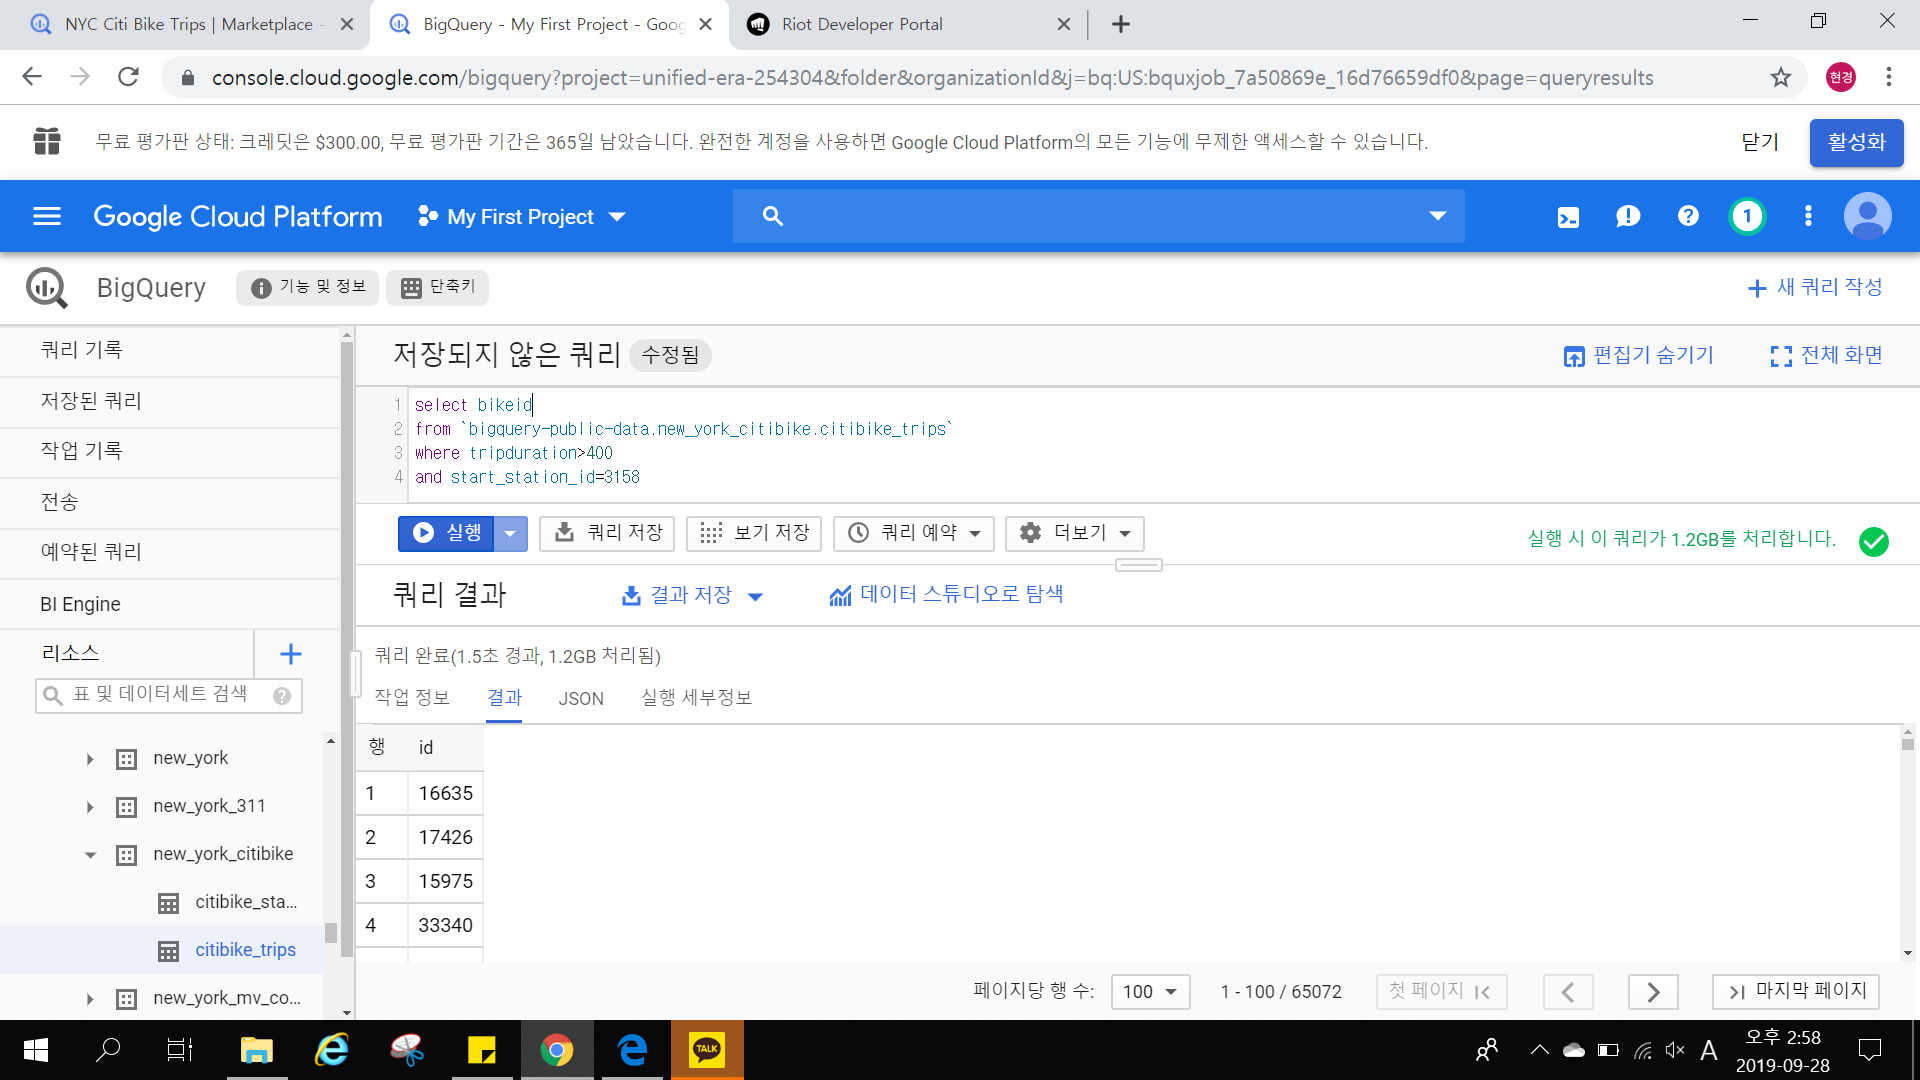 NYC Citi Bike Trips | Marketplace -
BigQuery - My First Project - Goog
Riot Developer Portal
console.cloud.google.com/bigquery?project=unified-era-254304&folder&organizationId&j=bq:US:bquxjob_7a50869e_16d76659df0&page=queryresults
현경
무료 평가판 상태: 크레딧은 $300.00, 무료 평가판 기간은 365일 남았습니다. 완전한 계정을 사용하면 Google Cloud Platform의 모든 기능에 무제한 액세스할 수 있습니다.
닫기
활성화
Google Cloud Platform
My First Project
1
BigQuery
기능 및 정보
단축키
새 쿼리 작성
쿼리 기록
저장된 쿼리
작업 기록
전송
예약된 쿼리
BI Engine
리소스
표 및 데이터세트 검색
new_york
new_york_311
new_york_citibike
citibike_sta...
citibike_trips
new_york_mv_co...
저장되지 않은 쿼리
수정됨
편집기 숨기기
전체 화면
1 select bikeid
2 from `bigquery-public-data.new_york_citibike.citibike_trips`
3 where tripduration>400
4 and start_station_id=3158
실행
쿼리 저장
보기 저장
쿼리 예약
더보기
실행 시 이 쿼리가 1.2GB를 처리합니다.
쿼리 결과
결과 저장
데이터 스튜디오로 탐색
쿼리 완료(1.5초 경과, 1.2GB 처리됨)
작업 정보
결과
JSON
실행 세부정보
행 id
1 16635
2 17426
3 15975
4 33340
페이지당 행 수:
100
1 - 100 / 65072
첫 페이지
마지막 페이지
TALK
A
오후 2:58
2019-09-28